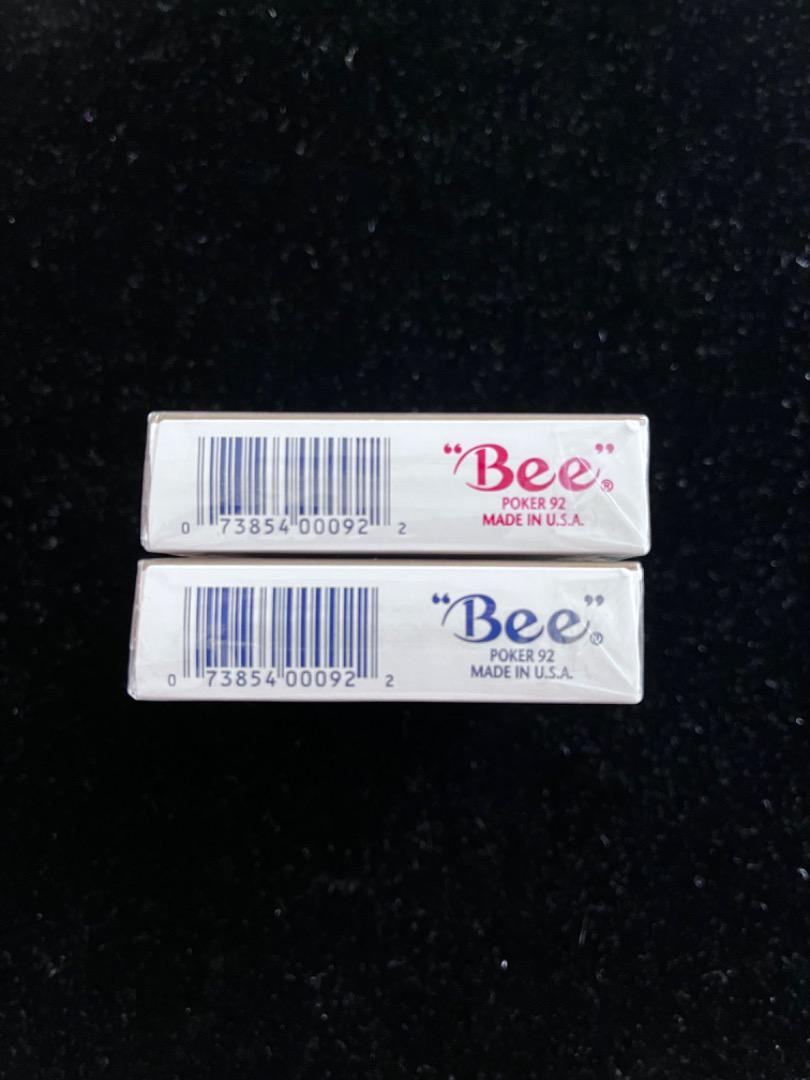 “Bee”®
POKER 92
MADE IN U.S.A.
0 73854 00092 2
“Bee”®
POKER 92
MADE IN U.S.A.
0 73854 00092 2